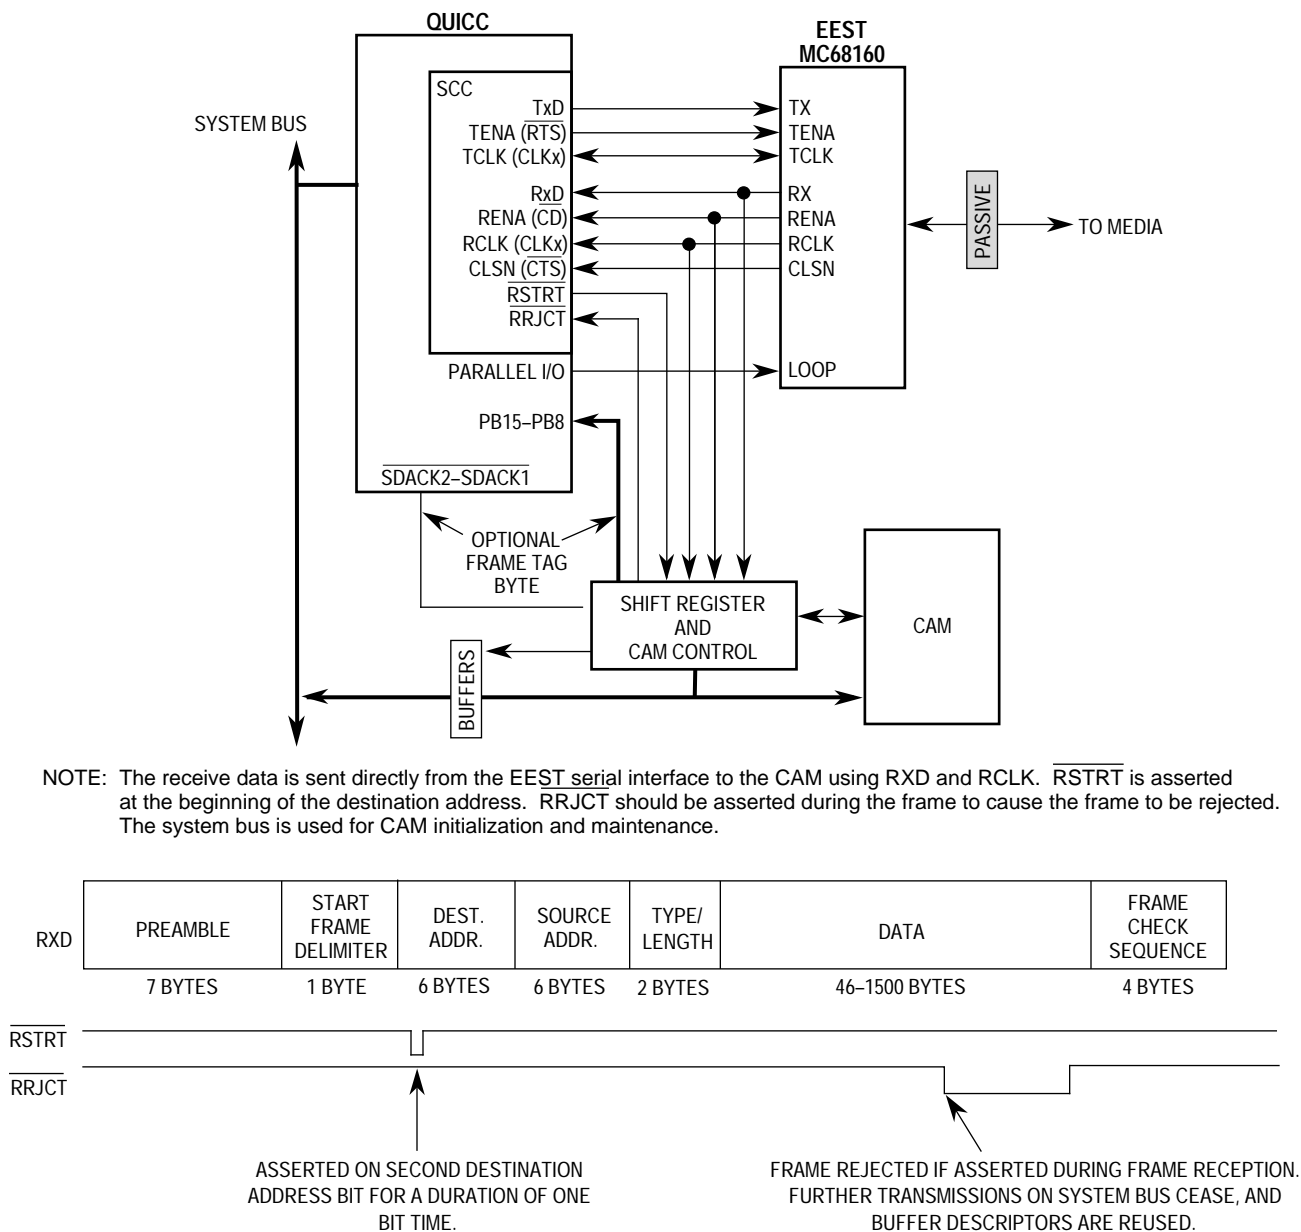 QUICC
EEST
MC68160
SCC
SYSTEM BUS
TxD
TENA (RTS)
TCLK (CLKx)
RxD
RENA (CD)
RCLK (CLKx)
CLSN (CTS)
RSTRT
RRJCT
PARALLEL I/O
PB15–PB8
SDACK2–SDACK1
TX
TENA
TCLK
RX
RENA
RCLK
CLSN
LOOP
PASSIVE
TO MEDIA
OPTIONAL
FRAME TAG
BYTE
SHIFT REGISTER
AND
CAM CONTROL
CAM
BUFFERS
NOTE: The receive data is sent directly from the EEST serial interface to the CAM using RXD and RCLK. RSTRT is asserted
at the beginning of the destination address. RRJCT should be asserted during the frame to cause the frame to be rejected.
The system bus is used for CAM initialization and maintenance.
RXD
PREAMBLE
START
FRAME
DELIMITER
DEST.
ADDR.
SOURCE
ADDR.
TYPE/
LENGTH
DATA
FRAME
CHECK
SEQUENCE
7 BYTES
1 BYTE
6 BYTES
6 BYTES
2 BYTES
46–1500 BYTES
4 BYTES
RSTRT
RRJCT
ASSERTED ON SECOND DESTINATION
ADDRESS BIT FOR A DURATION OF ONE
BIT TIME.
FRAME REJECTED IF ASSERTED DURING FRAME RECEPTION.
FURTHER TRANSMISSIONS ON SYSTEM BUS CEASE, AND
BUFFER DESCRIPTORS ARE REUSED.